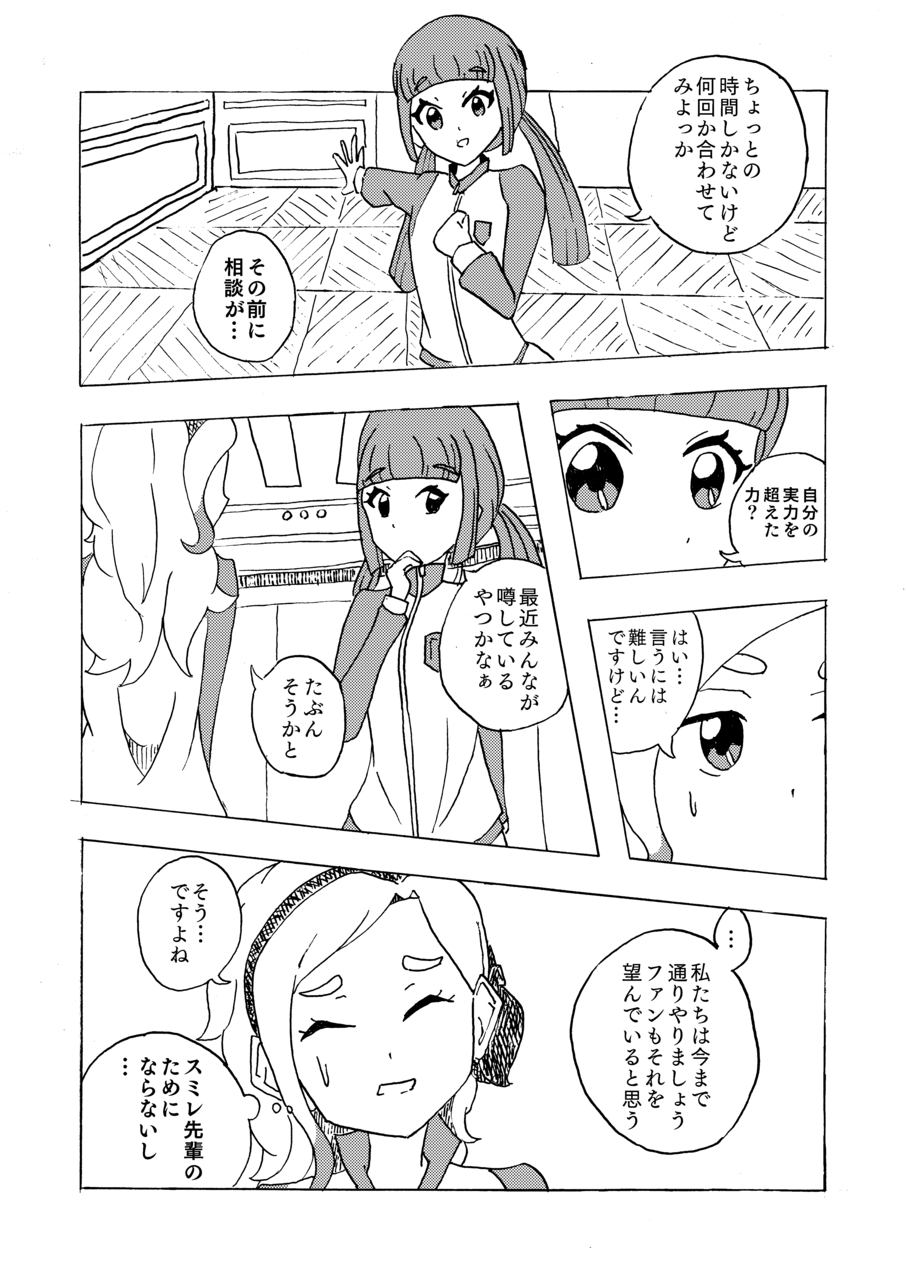 ちょっとの
時間しかないけど
何回か合わせて
みよっか
その前に
相談が…
自分の
実力を
超えた
力?
はい…
言うには
難しいん
ですけど…
最近みんなが
噂している
やつかなぁ
たぶん
そうかと
…
私たちは今まで
通りやりましょう
ファンもそれを
望んでいると思う
そう…
ですよね
スミレ先輩の
ために
ならないし
…